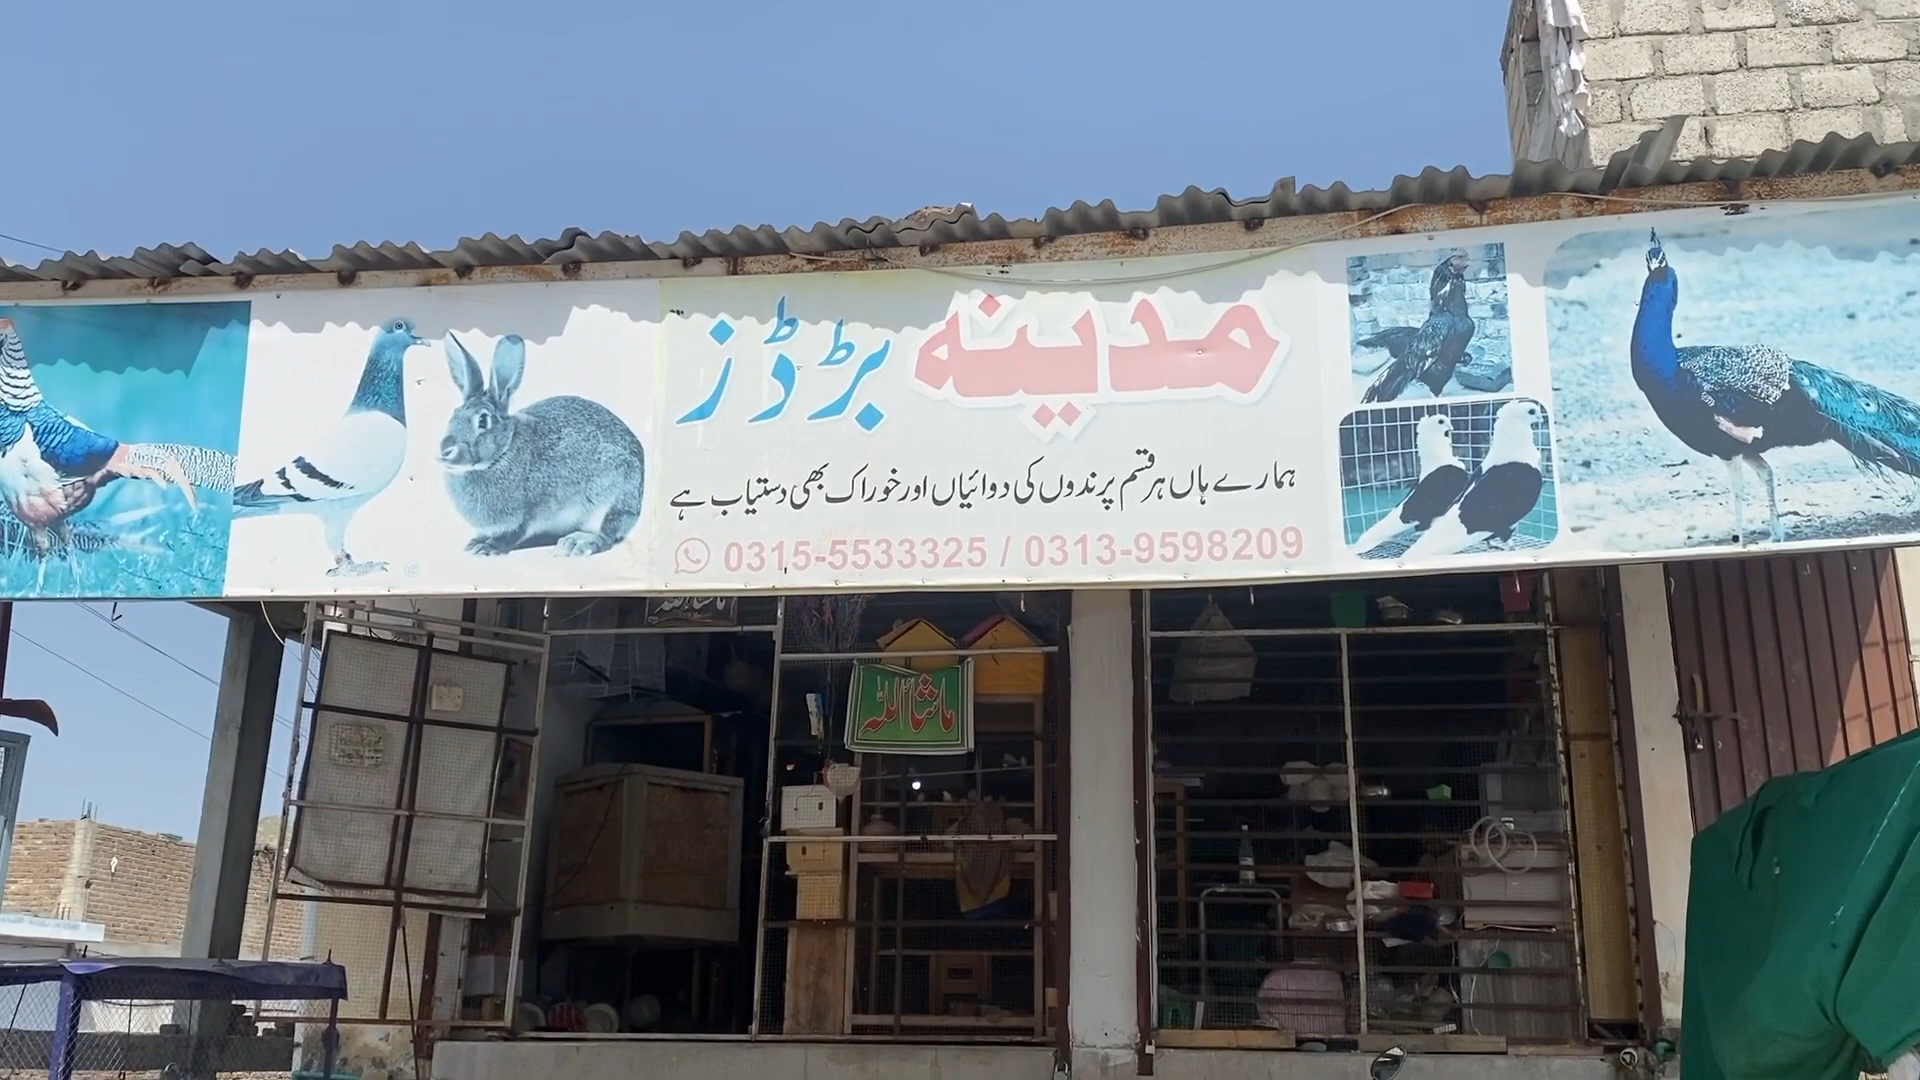 مدینہ برڈز
ہمارے ہاں ہر قسم پرندوں کی دوائیاں اور خوراک بھی دستیاب ہے
0315-5533325 / 0313-9598209
ماشاءاللہ
ماشاءاللہ